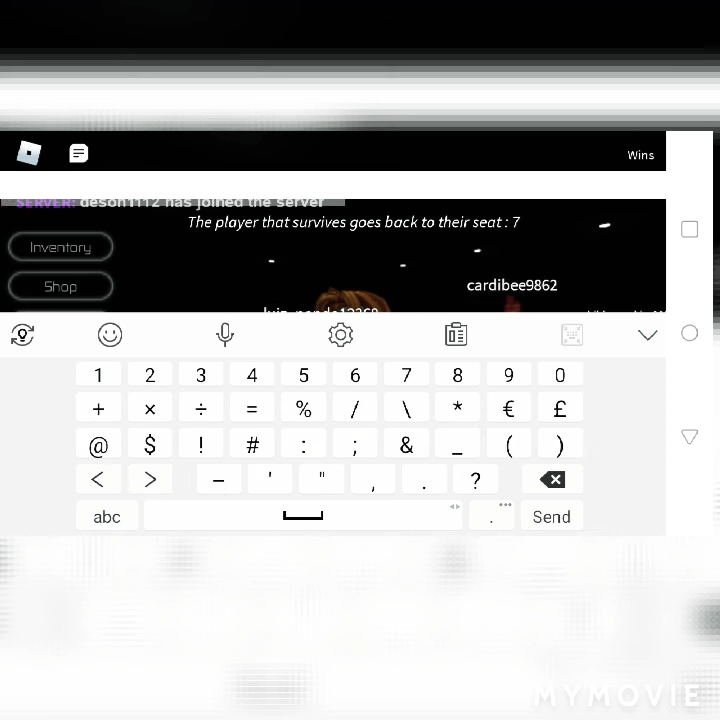 Wins
SERVER: deson1112 has joined the server
The player that survives goes back to their seat : 7
Inventory
Shop
cardibee9862
1 2 3 4 5 6 7 8 9 0
+ × ÷ = % / \ * € £
@ $ ! # : ; & _ ( )
< > - ' " , . ?
abc . Send
MYMOVIE